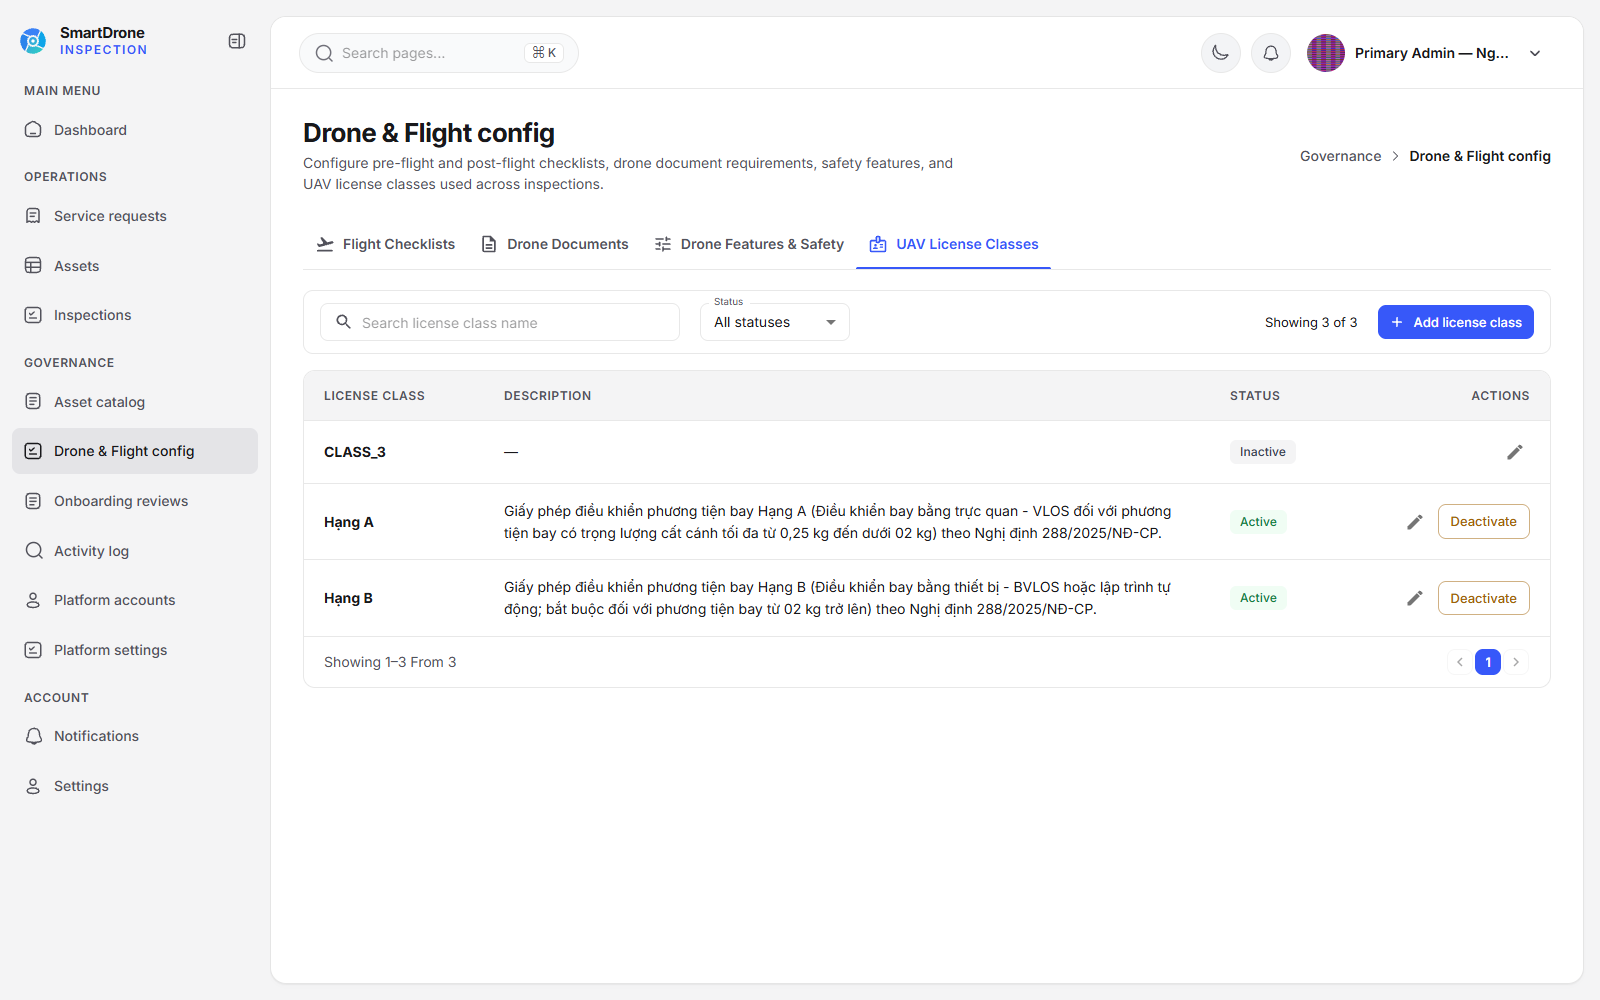 SmartDrone
INSPECTION
MAIN MENU
Dashboard
OPERATIONS
Service requests
Assets
Inspections
GOVERNANCE
Asset catalog
Drone & Flight config
Onboarding reviews
Activity log
Platform accounts
Platform settings
ACCOUNT
Notifications
Settings
Search pages...
⌘ K
Primary Admin — Ng...
Drone & Flight config
Configure pre-flight and post-flight checklists, drone document requirements, safety features, and
UAV license classes used across inspections.
Governance > Drone & Flight config
Flight Checklists
Drone Documents
Drone Features & Safety
UAV License Classes
Search license class name
Status
All statuses
Showing 3 of 3
+ Add license class
LICENSE CLASS DESCRIPTION STATUS ACTIONS
CLASS_3 — Inactive
Hạng A
Giấy phép điều khiển phương tiện bay Hạng A (Điều khiển bay bằng trực quan - VLOS đối với phương
tiện bay có trọng lượng cất cánh tối đa từ 0,25 kg đến dưới 02 kg) theo Nghị định 288/2025/NĐ-CP.
Active
Deactivate
Hạng B
Giấy phép điều khiển phương tiện bay Hạng B (Điều khiển bay bằng thiết bị - BVLOS hoặc lập trình tự
động; bắt buộc đối với phương tiện bay từ 02 kg trở lên) theo Nghị định 288/2025/NĐ-CP.
Active
Deactivate
Showing 1–3 From 3
1